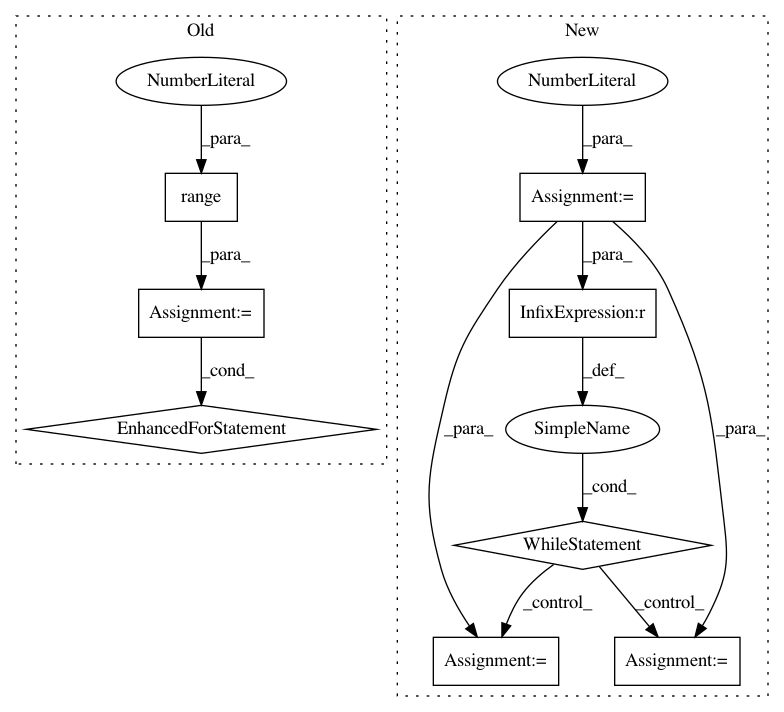 Old
New
NumberLiteral
NumberLiteral
_para_
_para_
range
Assignment:=
_para_
_para_
Assignment:=
InfixExpression:r
_cond_
_def_
EnhancedForStatement
_para_
SimpleName
_para_
_cond_
WhileStatement
_control_
_control_
Assignment:=
Assignment:=